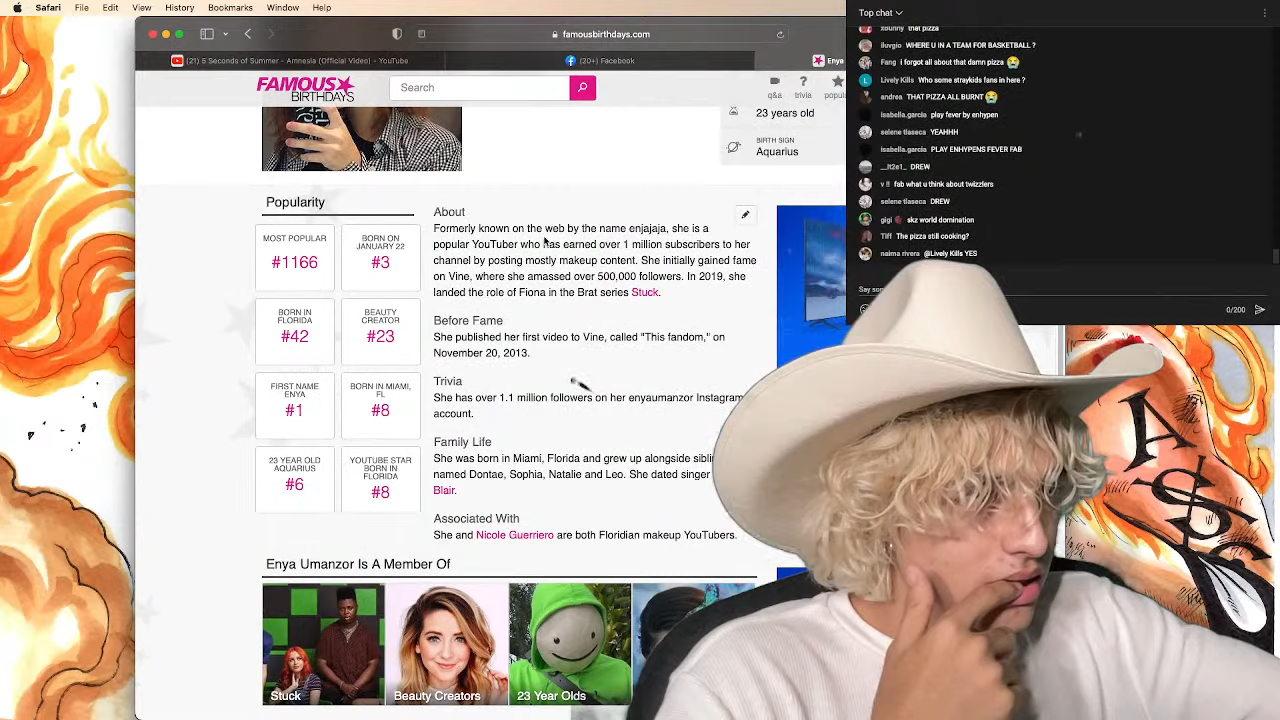 Safari File Edit View History Bookmarks Window Help
famousbirthdays.com
(21) 5 Seconds of Summer - Amnesia (Official Video) - YouTube
(20+) Facebook
Enya
FAMOUS
BIRTHDAYS
Search
q&a
trivia
popula
23 years old
BIRTH SIGN
Aquarius
Popularity
MOST POPULAR
#1166
BORN ON
JANUARY 22
#3
BORN IN
FLORIDA
#42
BEAUTY
CREATOR
#23
FIRST NAME
ENYA
#1
BORN IN MIAMI,
FL
#8
23 YEAR OLD
AQUARIUS
#6
YOUTUBE STAR
BORN IN
FLORIDA
#8
About
Formerly known on the web by the name enjajaja, she is a
popular YouTuber who has earned over 1 million subscribers to her
channel by posting mostly makeup content. She initially gained fame
on Vine, where she amassed over 500,000 followers. In 2019, she
landed the role of Fiona in the Brat series Stuck.
Before Fame
She published her first video to Vine, called "This fandom," on
November 20, 2013.
Trivia
She has over 1.1 million followers on her enyaumanzor Instagram
account.
Family Life
She was born in Miami, Florida and grew up alongside
named Dontae, Sophia, Natalie and Leo. She dated singer
Blair.
Associated With
She and Nicole Guerriero are both Floridian makeup YouTubers.
Enya Umanzor Is A Member Of
Stuck
Beauty Creators
23 Year Olds
Top chat
xounny that pizza
iluvgio WHERE U IN A TEAM FOR BASKETBALL ?
Fang i forgot all about that damn pizza 😭
L Lively Kills Who some straykids fans in here ?
andrea THAT PIZZA ALL BURNT 😭
isabella.garcia play fever by enhypen
selene tlaseca YEAHHH
isabella.garcia PLAY ENHYPENS FEVER FAB
__lt2e1_ DREW
v !! fab what u think about twizzlers
selene tlaseca DREW
gigi skz world domination
Tiff The pizza still cooking?
naima rivera @Lively Kills YES
Say
0/200